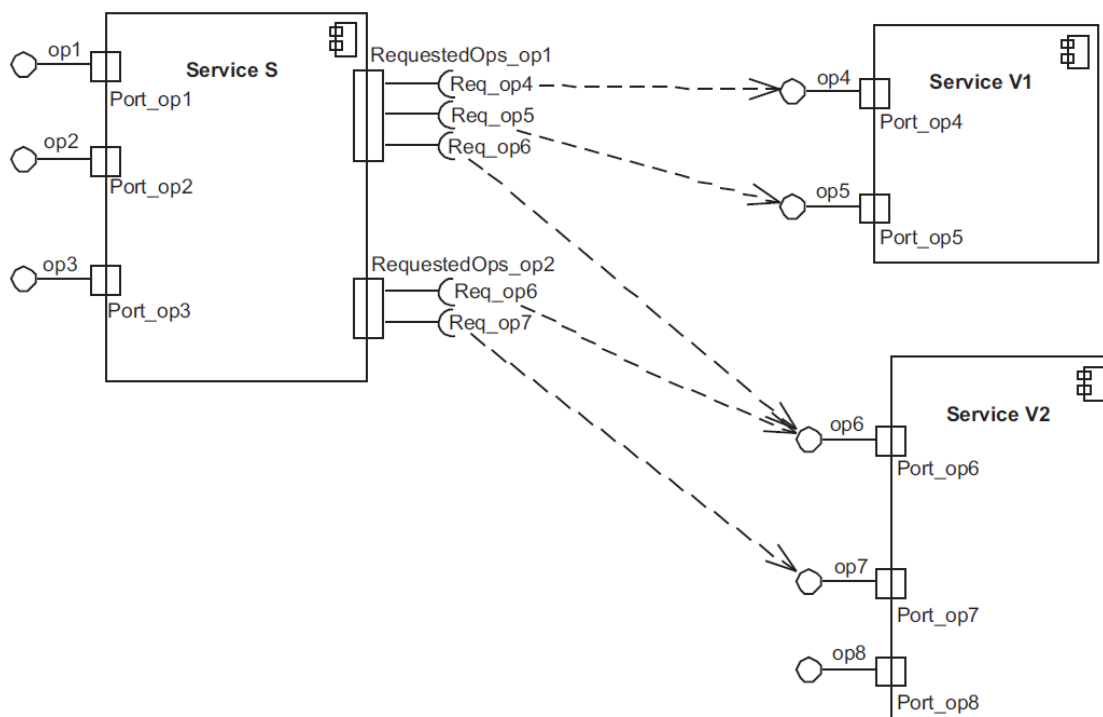 op1
Port_op1
op2
Port_op2
op3
Port_op3
Service S
RequestedOps_op1
Req_op4
Req_op5
Req_op6
RequestedOps_op2
Req_op6
Req_op7
op4
Port_op4
op5
Port_op5
Service V1
op6
Port_op6
op7
Port_op7
op8
Port_op8
Service V2